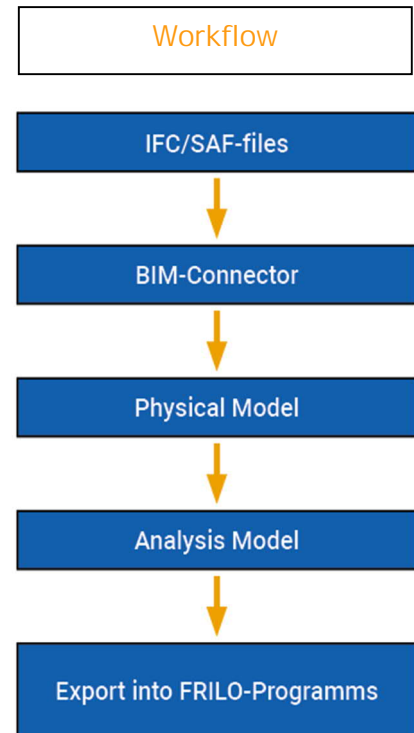 Workflow
IFC/SAF-files
BIM-Connector
Physical Model
Analysis Model
Export into FRILO-Programms